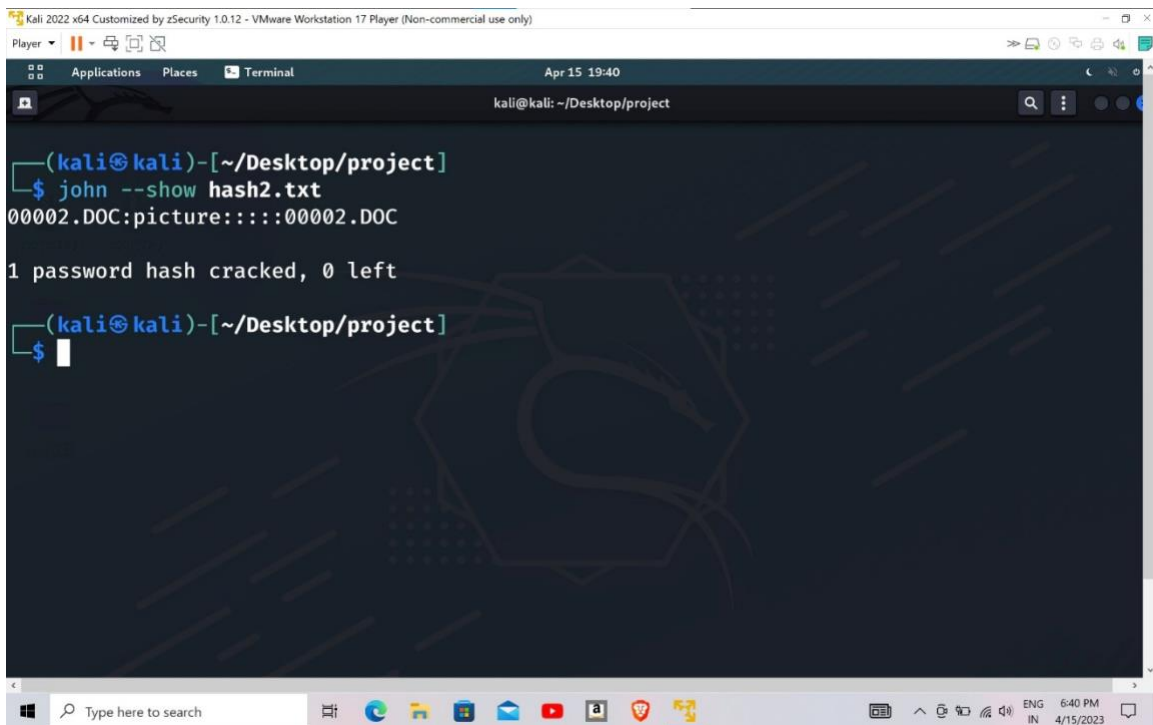 Kali 2022 x64 Customized by zSecurity 1.0.12 - VMware Workstation 17 Player (Non-commercial use only)
Player
Applications Places Terminal Apr 15 19:40
kali@kali: ~/Desktop/project
┌──(kali㉿kali)-[~/Desktop/project]
└─$ john --show hash2.txt
00002.DOC:picture:::::00002.DOC
1 password hash cracked, 0 left
┌──(kali㉿kali)-[~/Desktop/project]
└─$
Type here to search
ENG 6:40 PM
IN 4/15/2023